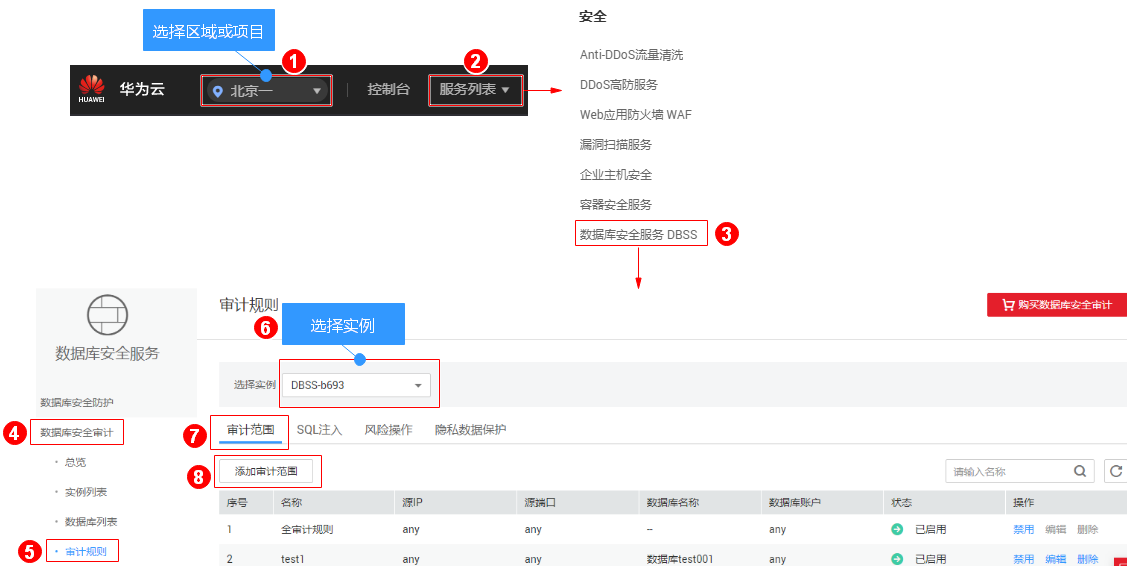 选择区域或项目
1
2
HUAWEI
华为云
北京一
控制台
服务列表
安全
Anti-DDoS流量清洗
DDoS高防服务
Web应用防火墙 WAF
漏洞扫描服务
企业主机安全
容器安全服务
数据库安全服务 DBSS
3
数据库安全服务
数据库安全防护
4
数据库安全审计
· 总览
· 实例列表
· 数据库列表
5
· 审计规则
审计规则
6
选择实例
购买数据库安全审计
选择实例
DBSS-b693
7
审计范围
SQL注入
风险操作
隐私数据保护
8
添加审计范围
请输入名称
序号 名称 源IP 源端口 数据库名称 数据库账户 状态 操作
1 全审计规则 any any -- any 已启用 禁用 编辑 删除
2 test1 any any 数据库test001 any 已启用 禁用 编辑 删除